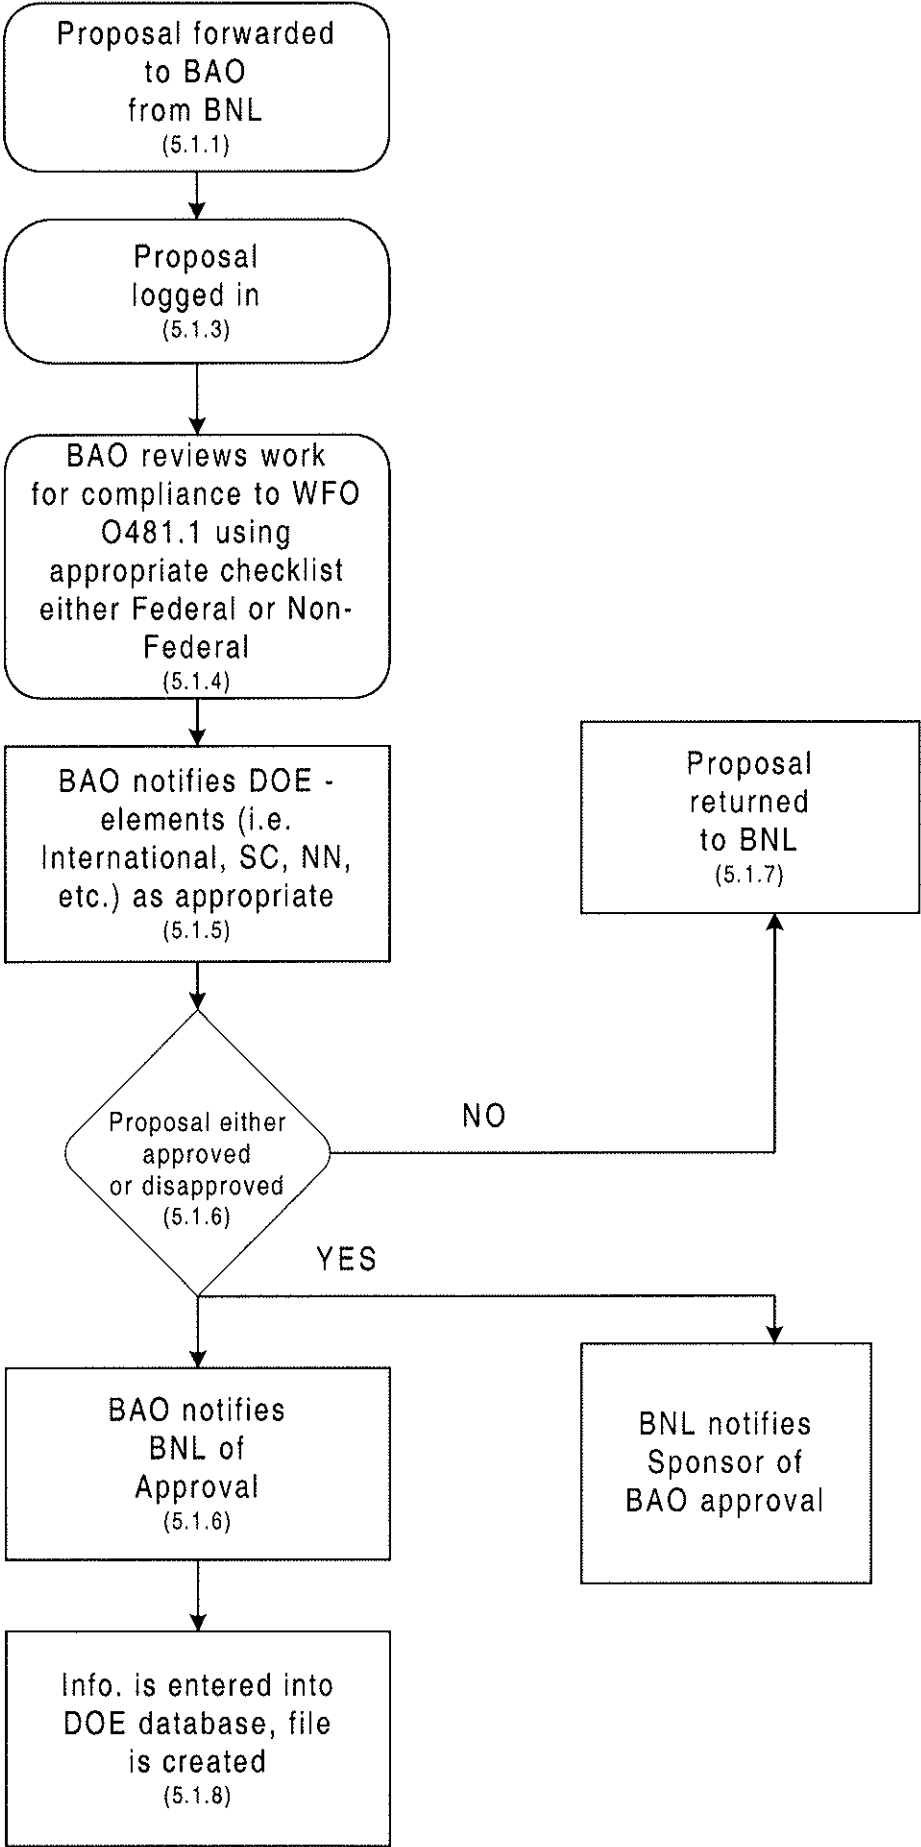 Proposal forwarded
to BAO
from BNL
(5.1.1)
Proposal
logged in
(5.1.3)
BAO reviews work
for compliance to WFO
O481.1 using
appropriate checklist
either Federal or Non-
Federal
(5.1.4)
BAO notifies DOE -
elements (i.e.
International, SC, NN,
etc.) as appropriate
(5.1.5)
Proposal
returned
to BNL
(5.1.7)
Proposal either
approved
or disapproved
(5.1.6)
NO
YES
BAO notifies
BNL of
Approval
(5.1.6)
BNL notifies
Sponsor of
BAO approval
Info. is entered into
DOE database, file
is created
(5.1.8)